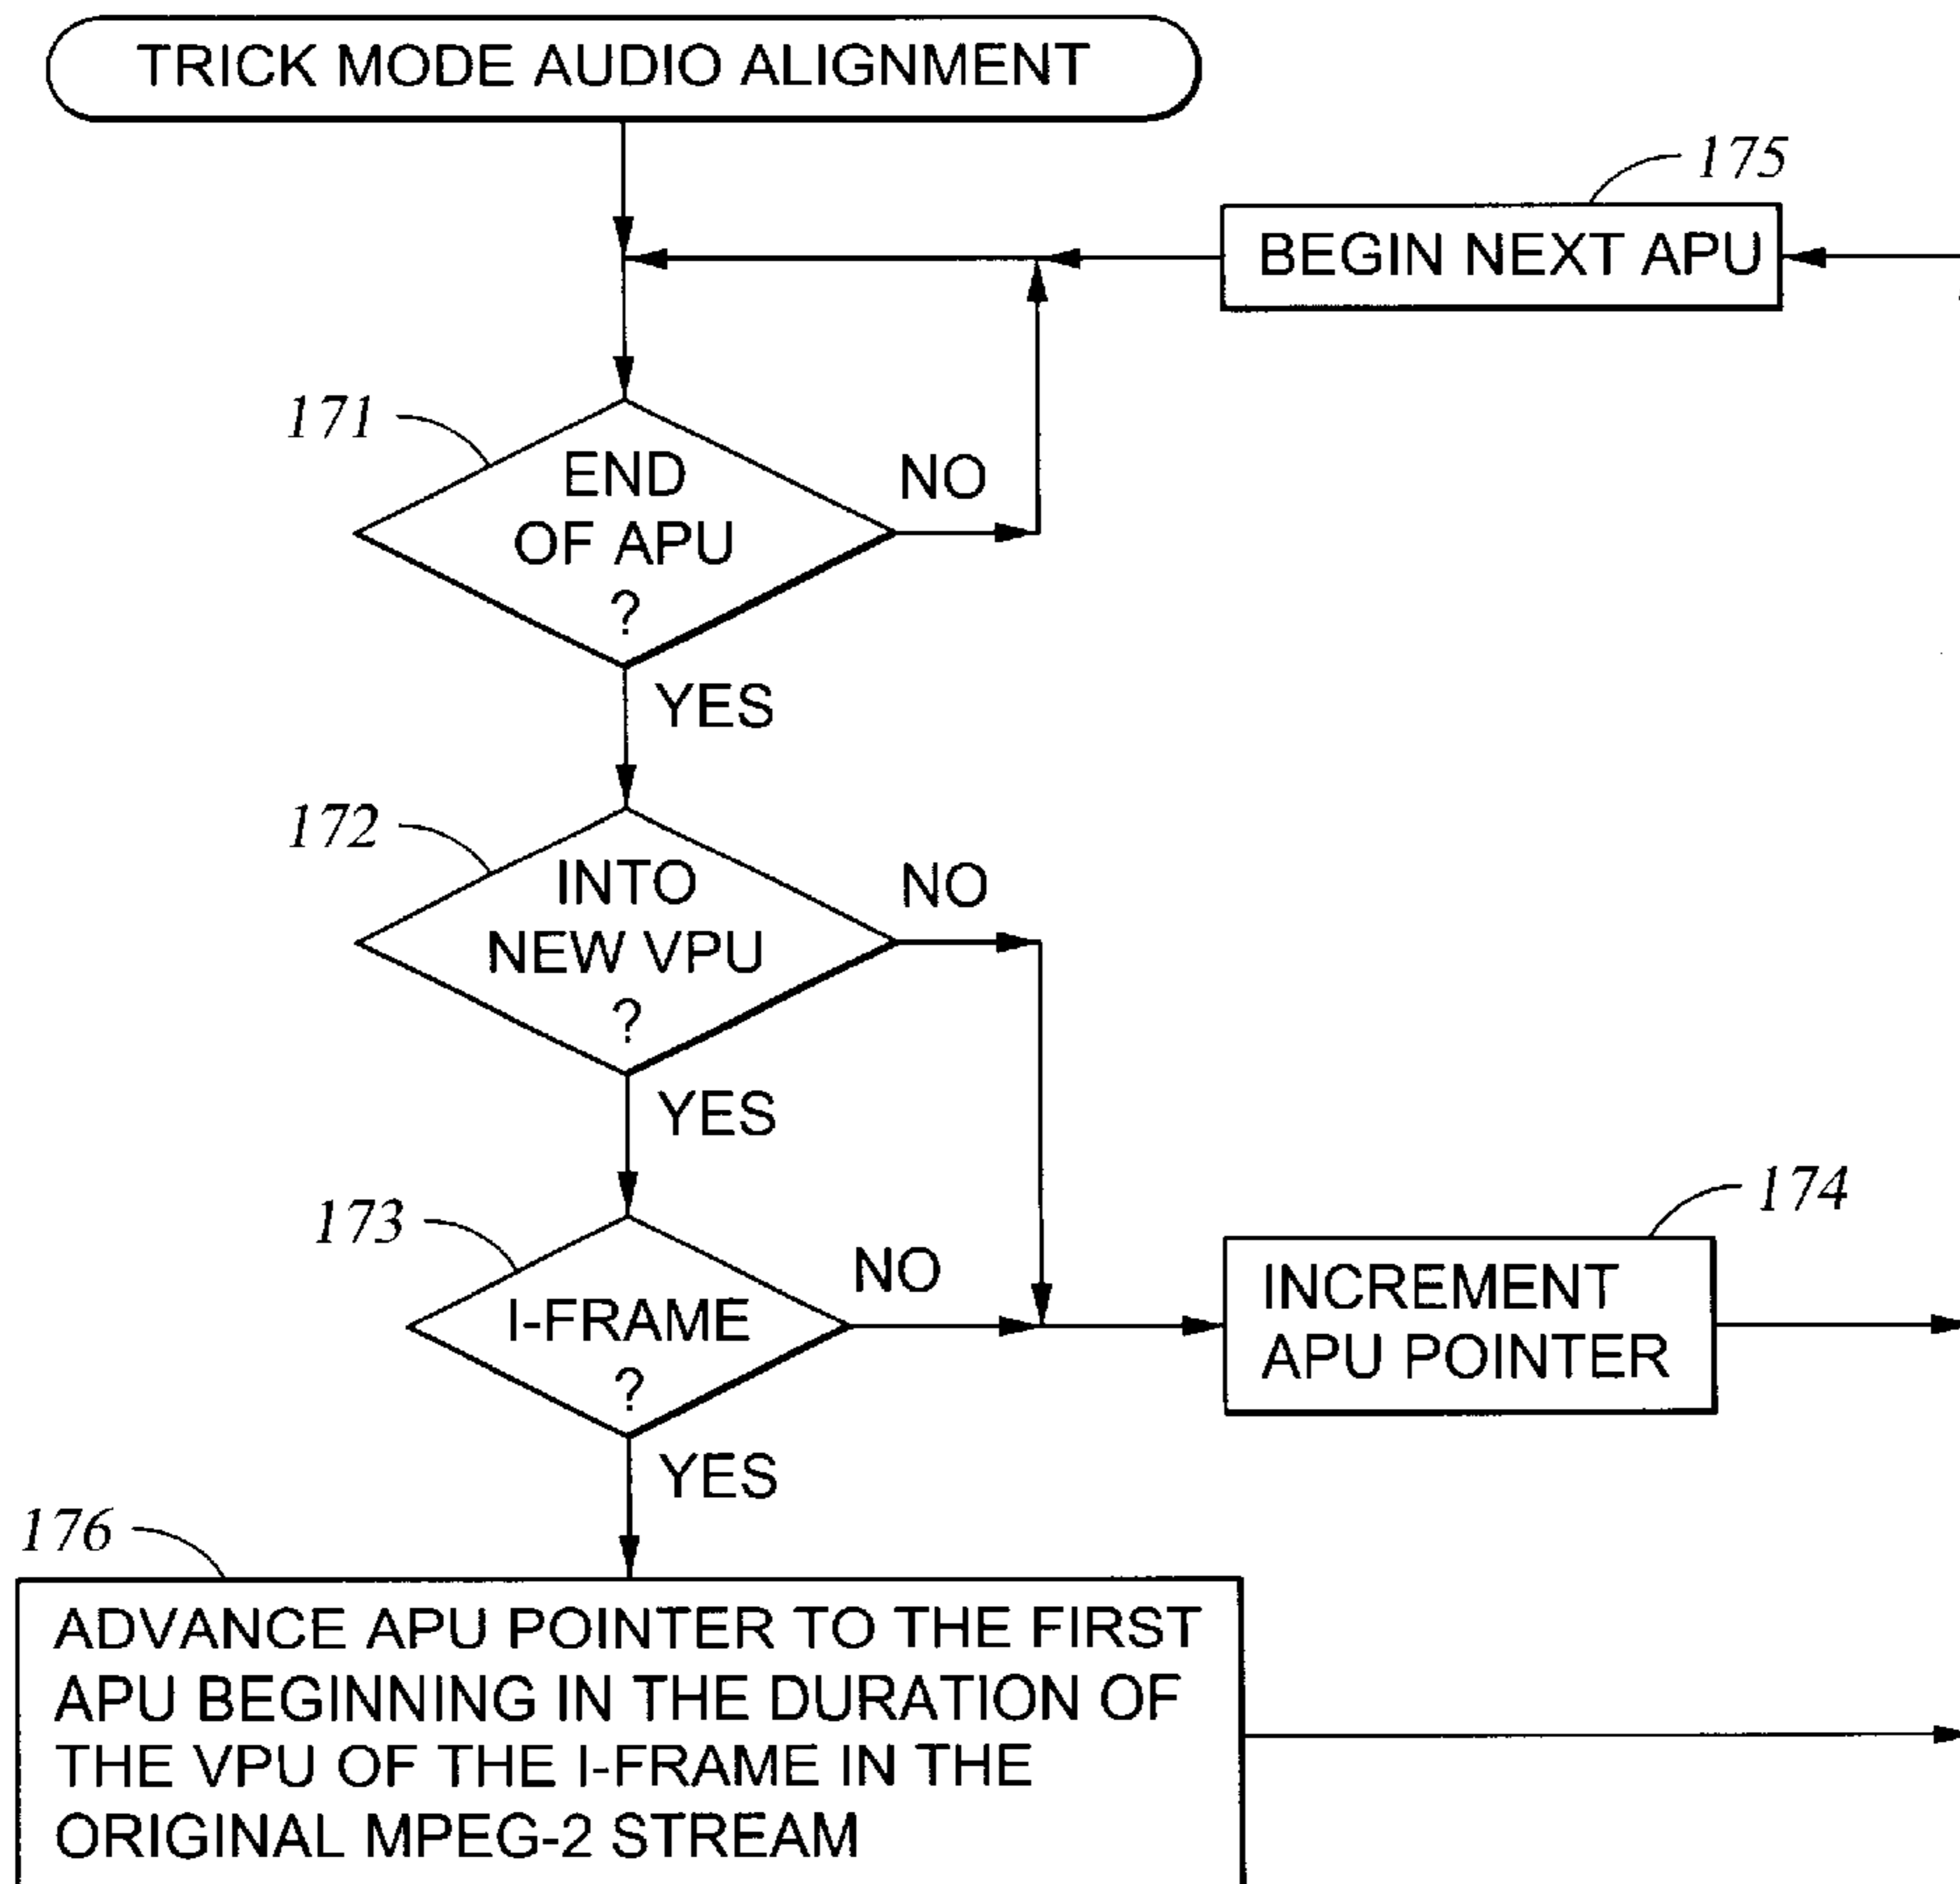 TRICK MODE AUDIO ALIGNMENT
175
BEGIN NEXT APU
171
END
OF APU
?
NO
YES
172
INTO
NEW VPU
?
NO
YES
173
I-FRAME
?
NO
174
INCREMENT
APU POINTER
YES
176
ADVANCE APU POINTER TO THE FIRST
APU BEGINNING IN THE DURATION OF
THE VPU OF THE I-FRAME IN THE
ORIGINAL MPEG-2 STREAM